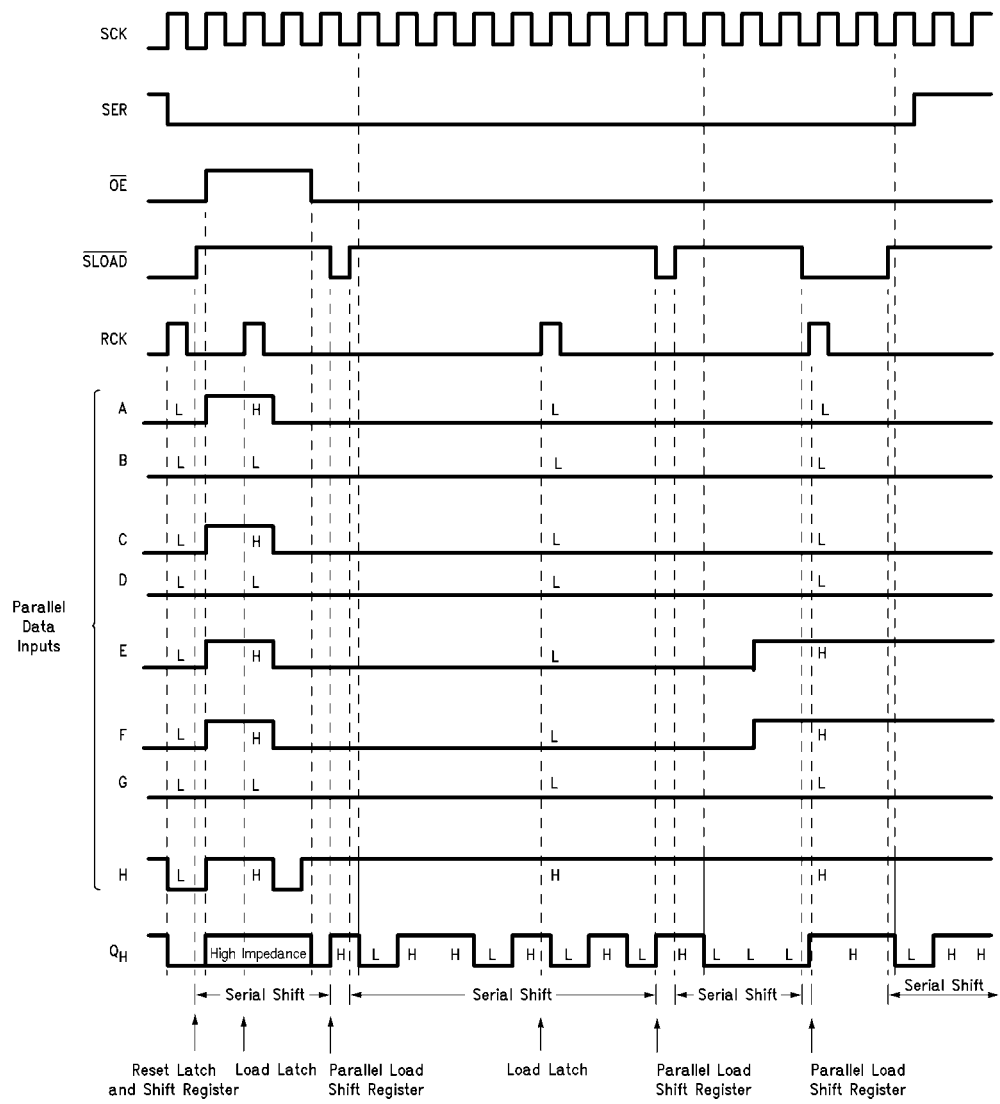 SCK
SER
OE
SLOAD
RCK
A L H L L
B L L L L
C L H L L
D L L L L
Parallel
Data
Inputs
E L H L H
F L H L H
G L L L L
H L H H H
QH High Impedance H L H H L H L H L H L L L H L H H
Serial Shift Serial Shift Serial Shift Serial Shift
Reset Latch
and Shift Register
Load Latch
Parallel Load
Shift Register
Load Latch
Parallel Load
Shift Register
Parallel Load
Shift Register